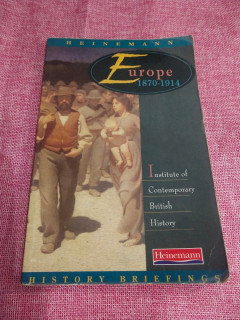 HEINEMANN
Europe
1870-1914
Institute of
Contemporary
British
History
Heinemann
HISTORY BRIEFINGS